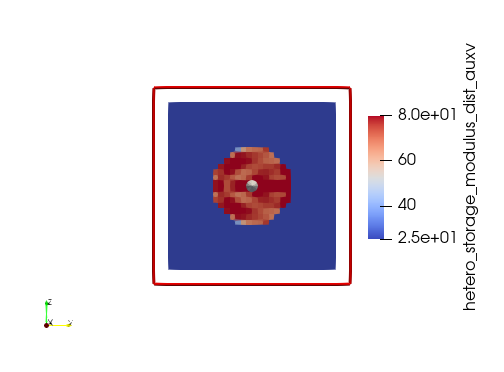 8.0e+01
60
40
2.5e+01
hetero_storage_modulus_dist_auxv
Z
X
Y